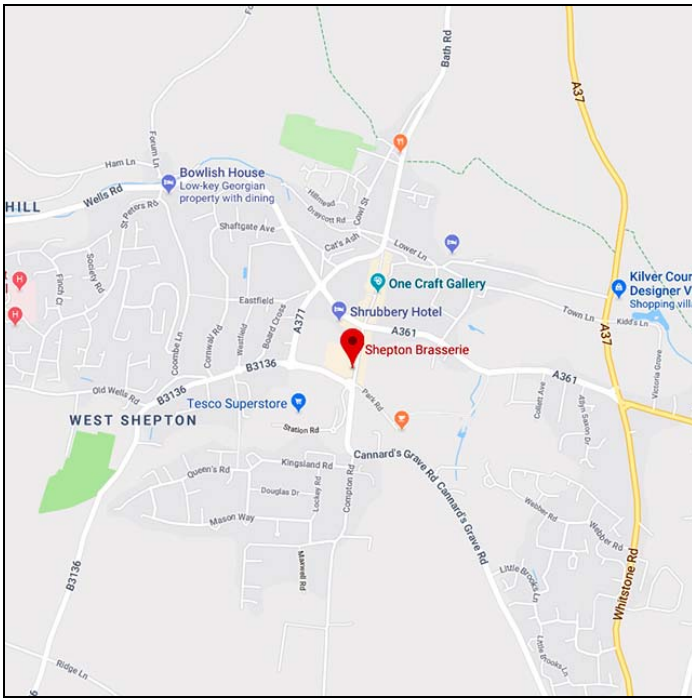 Bath Rd
A37
Forum Ln
Ham Ln
Bowlish House
Low-key Georgian
property with dining
Wells Rd
HILL
St Peters Rd
Hillmead
Draycott Rd
Cowl St
Shaftgate Ave
Cat's Ash
Lower Ln
Society Rd
Finch Cl
H
H
Eastfield
One Craft Gallery
Kilver Cour
Designer V
Shopping villa
Town Ln
Kidd's Ln
Shrubbery Hotel
A371
A361
A37
Coombe Ln
Cornwall Rd
Westfield
Board Cross
Shepton Brasserie
Victoria Grove
B3136
A361
Old Wells Rd
B3136
Park Rd
Collett Ave
Allyn Saxon Dr
Tesco Superstore
WEST SHEPTON
Station Rd
Cannard's Grave Rd
Cannard's Grave Rd
Queen's Rd
Kingsland Rd
Lockey Rd
Compton Rd
Douglas Dr
Webber Rd
Webber Rd
Mason Way
Maxwell Rd
Whitstone Rd
B3136
Little Brooks Ln
Little Brooks Ln
Ridge Ln